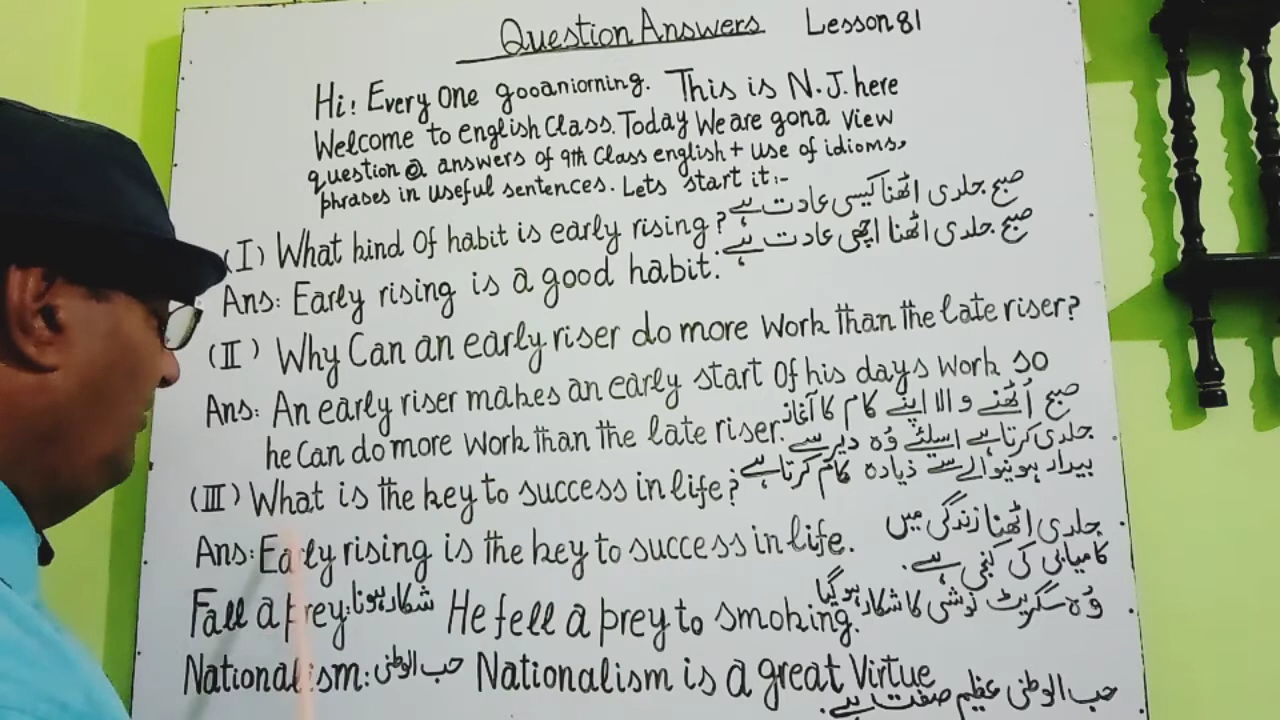 Question Answers Lesson 81
Hi! Every One gooaniorning. This is N.J. here
Welcome to english Class. Today We are gona view
question @ answers of 9th Class english + use of idioms,
phrases in useful sentences. Lets start it:-
(I) What kind Of habit is early rising? صبح جلدی اٹھنا کیسی عادت ہے
Ans: Early rising is a good habit. صبح جلدی اٹھنا اچھی عادت ہے
(II) Why Can an early riser do more work than the late riser?
Ans: An early riser makes an early start Of his days work so
صبح اُٹھنے والا اپنے کام کا آغاز
he Can do more work than the late riser. جلدی کرتا ہے اسلئے وُہ دیر سے
بیدار ہونیوالے سے ذیادہ کام کرتا ہے
(III) What is the key to success in life?
Ans: Early rising is the key to success in life. جلدی اٹھنا زندگی میں
کامیابی کی کنجی ہے.
Fall a prey: شکار ہونا He fell a prey to smoking. وُہ سگریٹ نوشی کا شکار ہوگیا
Nationalism: حب الوطنی Nationalism is a great Virtue
حب الوطنی عظیم صفت ہے.